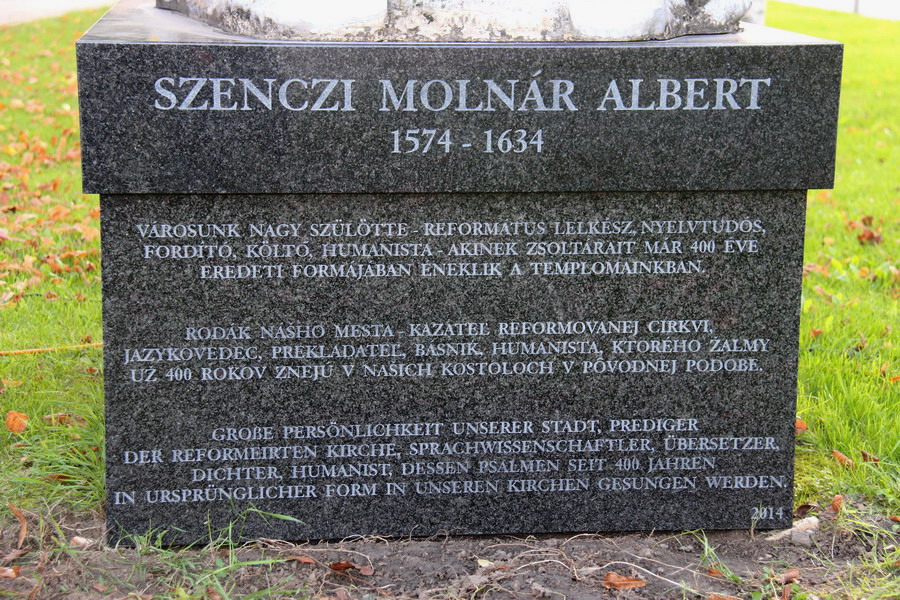 SZENCZI MOLNÁR ALBERT
1574 - 1634
VÁROSUNK NAGY SZÜLÖTTE - REFORMÁTUS LELKÉSZ, NYELVTUDÓS,
FORDÍTÓ, KÖLTŐ, HUMANISTA - AKINEK ZSOLTÁRAIT MÁR 400 ÉVE
EREDETI FORMÁJÁBAN ÉNEKLIK A TEMPLOMAINKBAN.
RODÁK NÁŠHO MESTA - KAZATEĽ REFORMOVANEJ CIRKVI,
JAZYKOVEDEC, PREKLADATEĽ, BÁSNIK, HUMANISTA, KTORÉHO ŽALMY
UŽ 400 ROKOV ZNEJÚ V NAŠICH KOSTOLOCH V PÔVODNEJ PODOBE.
GROßE PERSÖNLICHKEIT UNSERER STADT, PREDIGER
DER REFORMEIRTEN KIRCHE, SPRACHWISSENSCHAFTLER, ÜBERSETZER,
DICHTER, HUMANIST, DESSEN PSALMEN SEIT 400 JAHREN
IN URSPRÜNGLICHER FORM IN UNSEREN KIRCHEN GESUNGEN WERDEN.
2014